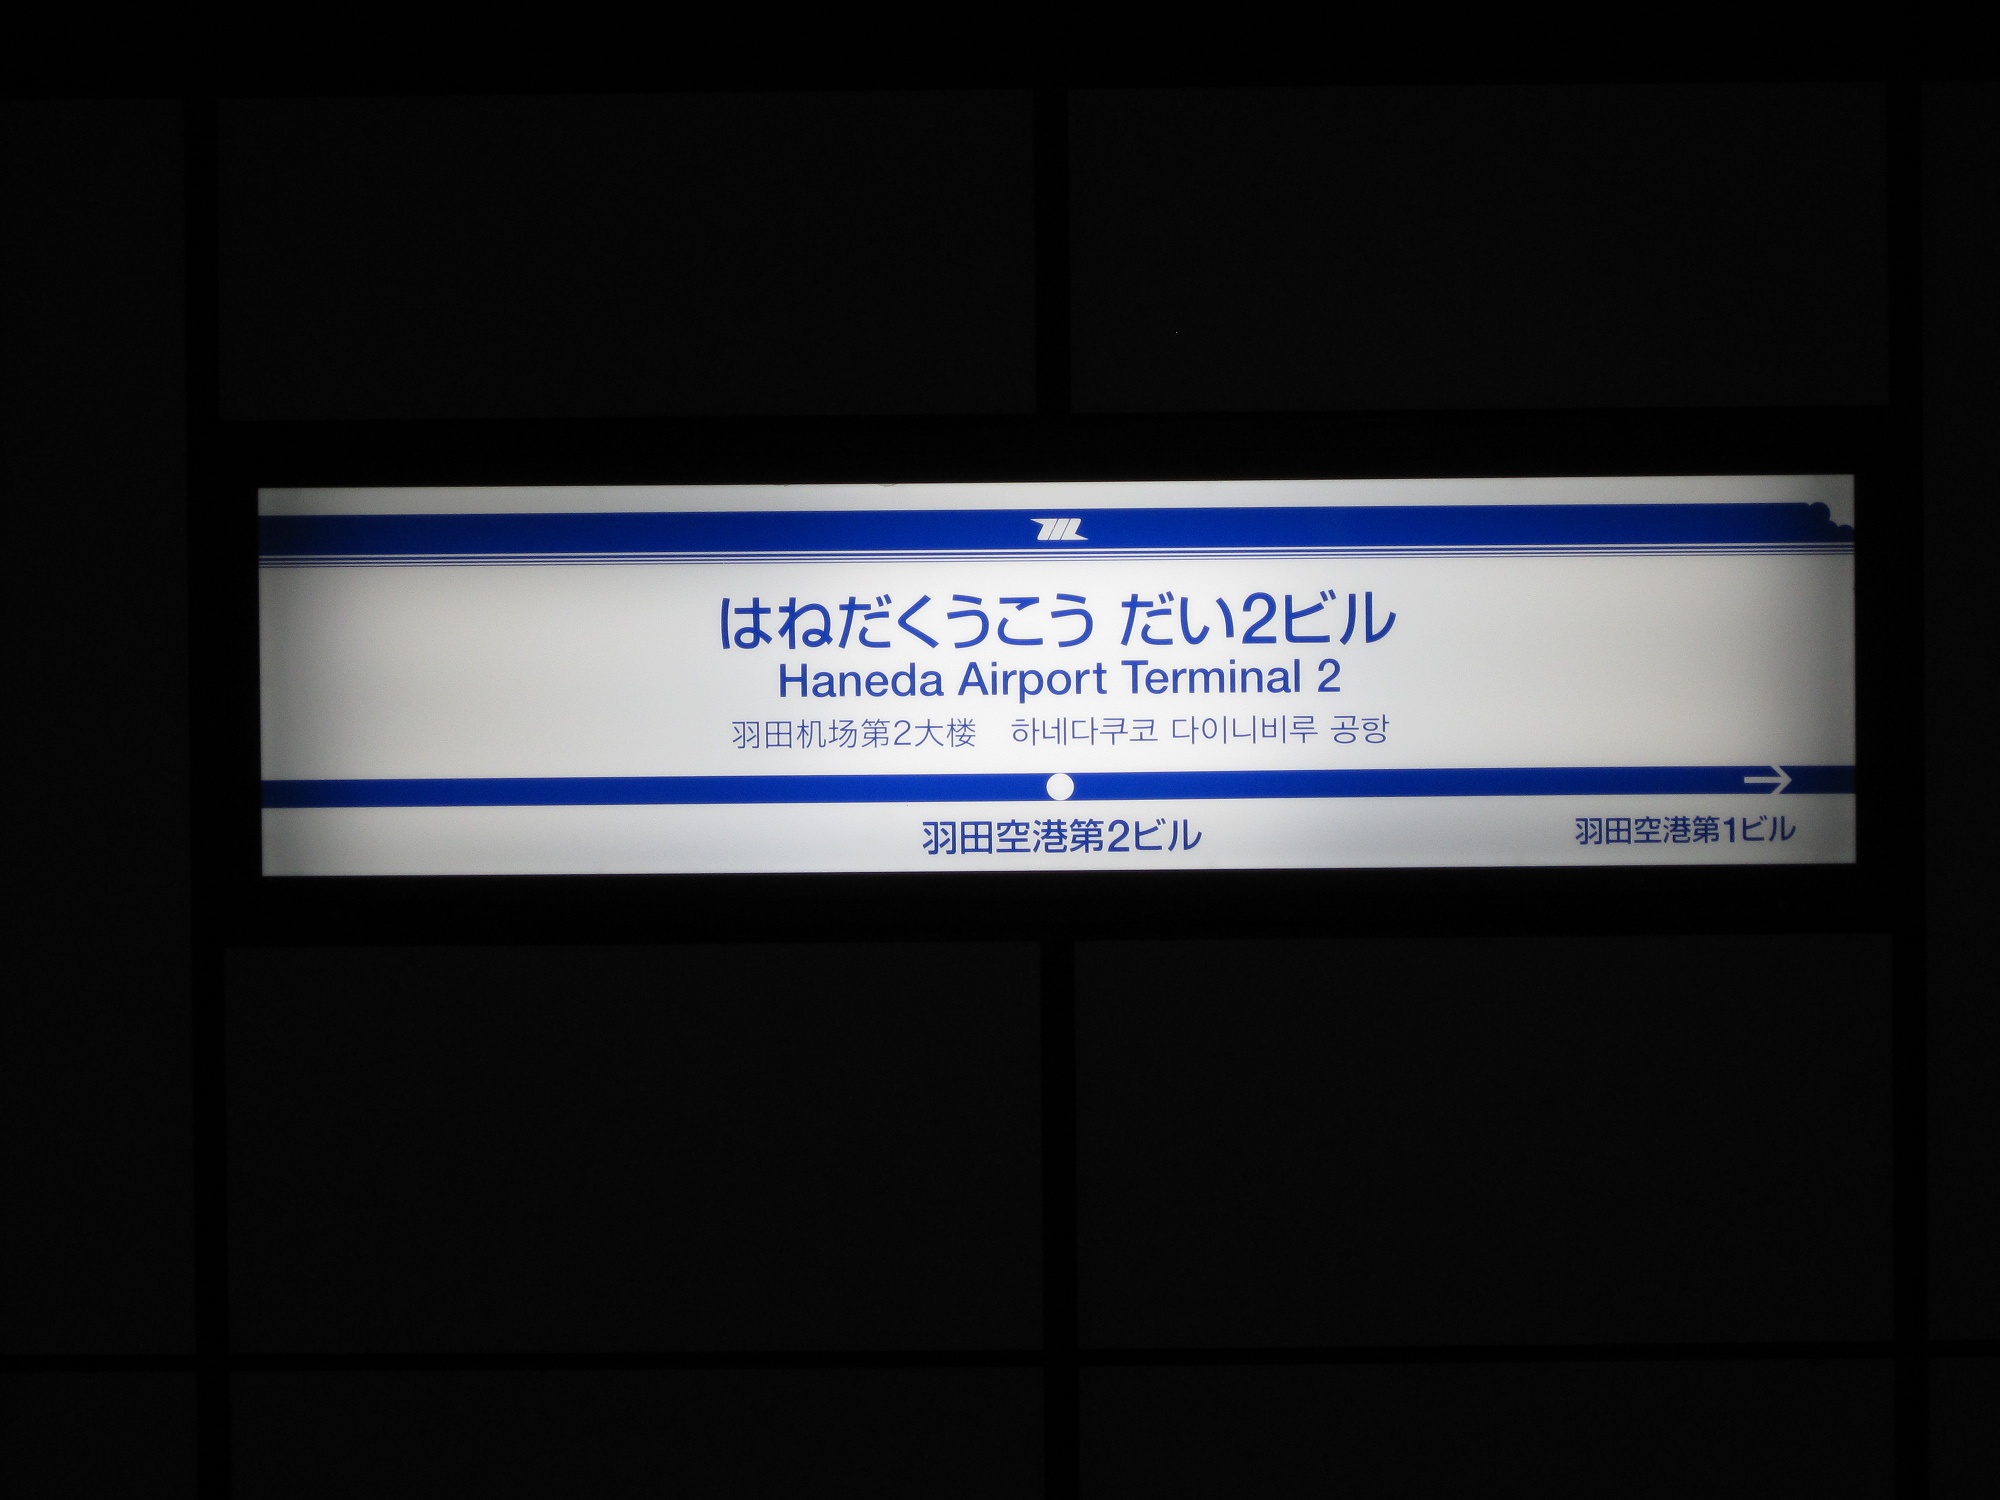 はねだくうこう だい2ビル
Haneda Airport Terminal 2
羽田机场第2大楼　하네다쿠코 다이니비루 공항
羽田空港第2ビル　羽田空港第1ビル